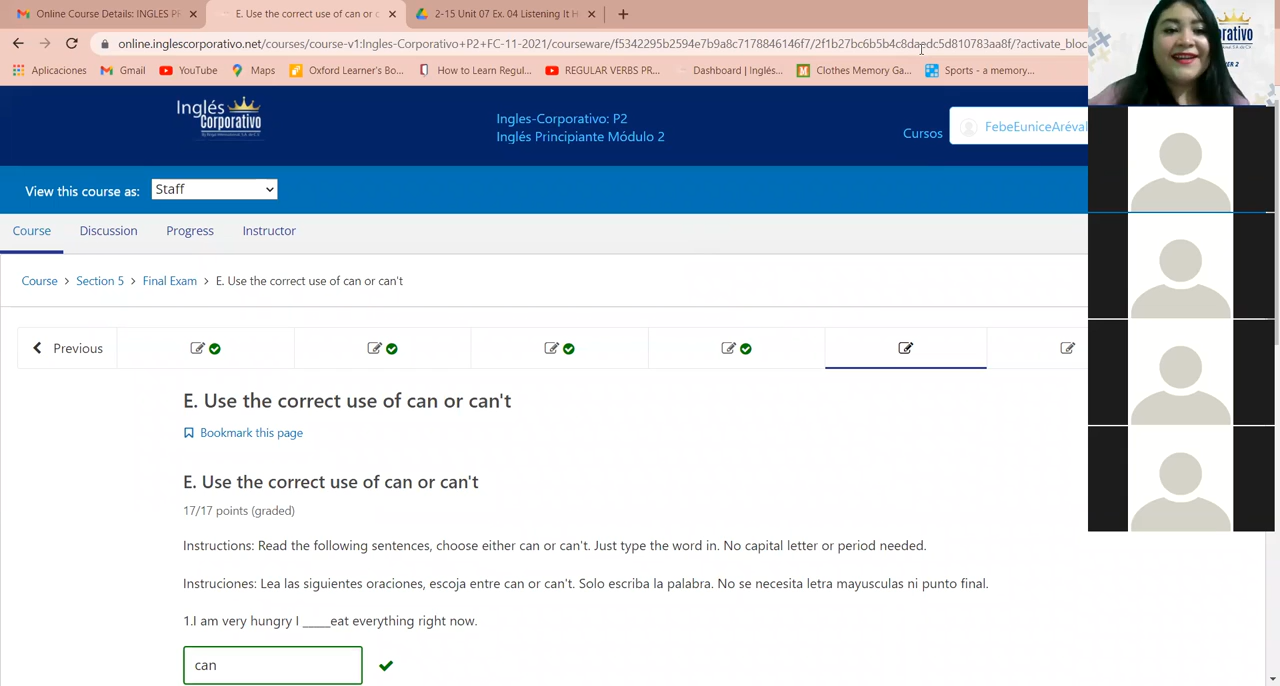 Online Course Details: INGLES P
E. Use the correct use of can or c
2-15 Unit 07 Ex. 04 Listening It H
online.inglescorporativo.net/courses/course-v1:Ingles-Corporativo+P2+FC-11-2021/courseware/f5342295b2594e7b9a8c7178846146f7/2f1b27bc6b5b4c8daedc5d810783aa8f/?activate_bloc
Aplicaciones
Gmail
YouTube
Maps
Oxford Learner's Bo...
How to Learn Regul...
REGULAR VERBS PR...
Dashboard | Inglés...
Clothes Memory Ga...
Sports - a memory...
Inglés
Corporativo
Ingles-Corporativo: P2
Inglés Principiante Módulo 2
Cursos
FebeEuniceAréval
View this course as:
Staff
Course
Discussion
Progress
Instructor
Course > Section 5 > Final Exam > E. Use the correct use of can or can't
Previous
E. Use the correct use of can or can't
Bookmark this page
E. Use the correct use of can or can't
17/17 points (graded)
Instructions: Read the following sentences, choose either can or can't. Just type the word in. No capital letter or period needed.
Instruciones: Lea las siguientes oraciones, escoja entre can or can't. Solo escriba la palabra. No se necesita letra mayusculas ni punto final.
1.I am very hungry I _____eat everything right now.
can